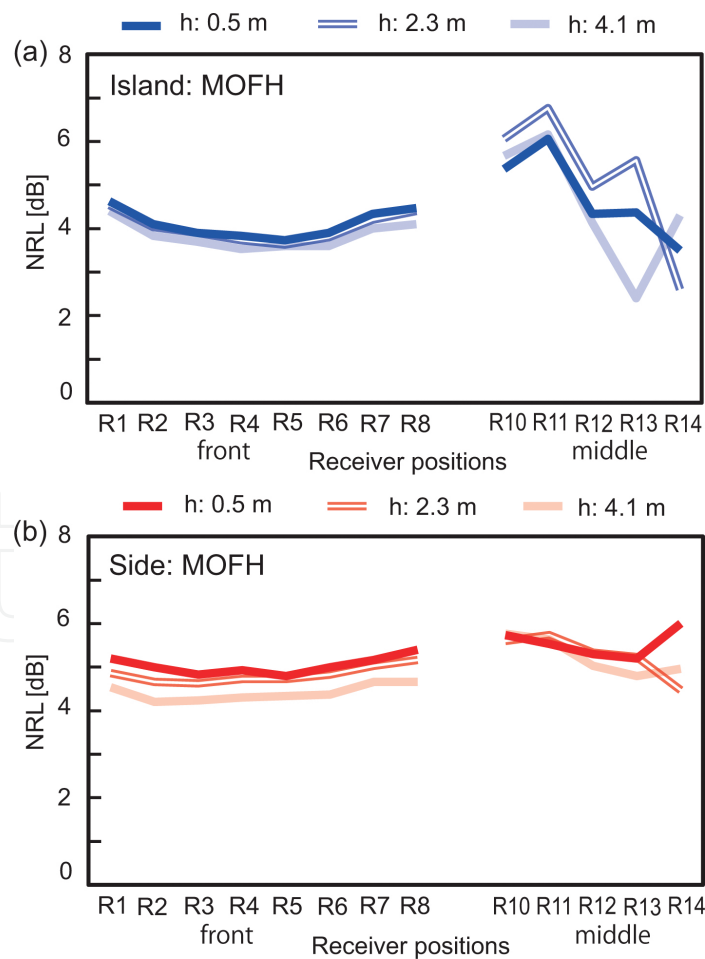 h: 0.5 m h: 2.3 m h: 4.1 m
(a)
Island: MOFH
NRL [dB]
8
6
4
2
0
R1 R2 R3 R4 R5 R6 R7 R8 R10 R11 R12 R13 R14
front middle
Receiver positions
h: 0.5 m h: 2.3 m h: 4.1 m
(b)
Side: MOFH
NRL [dB]
8
6
4
2
0
R1 R2 R3 R4 R5 R6 R7 R8 R10 R11 R12 R13 R14
front middle
Receiver positions